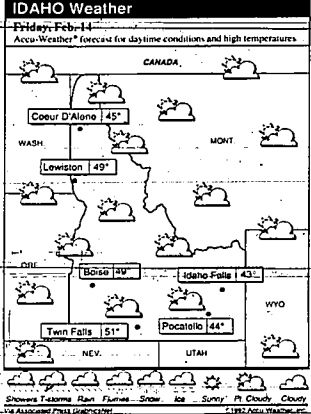 IDAHO Weather
Friday, Feb. 14
Accu-Weather® forecast for daytime conditions and high temperatures
CANADA
Coeur D'Alene 45°
WASH.
MONT.
Lewiston 49°
ORE.
Boise 49°
Idaho Falls 43°
WYO
Twin Falls 51°
Pocatello 44°
NEV.
UTAH
Showers T-storms Rain Flurries Snow Ice Sunny Pt. Cloudy Cloudy
Via Associated Press GraphicsNet
©1992 Accu-Weather, Inc.